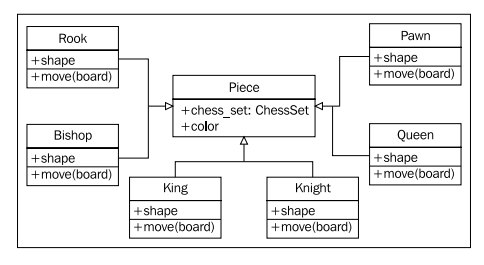 Rook
+shape
+move(board)
Pawn
+shape
+move(board)
Piece
+chess_set: ChessSet
+color
Bishop
+shape
+move(board)
Queen
+shape
+move(board)
King
+shape
+move(board)
Knight
+shape
+move(board)